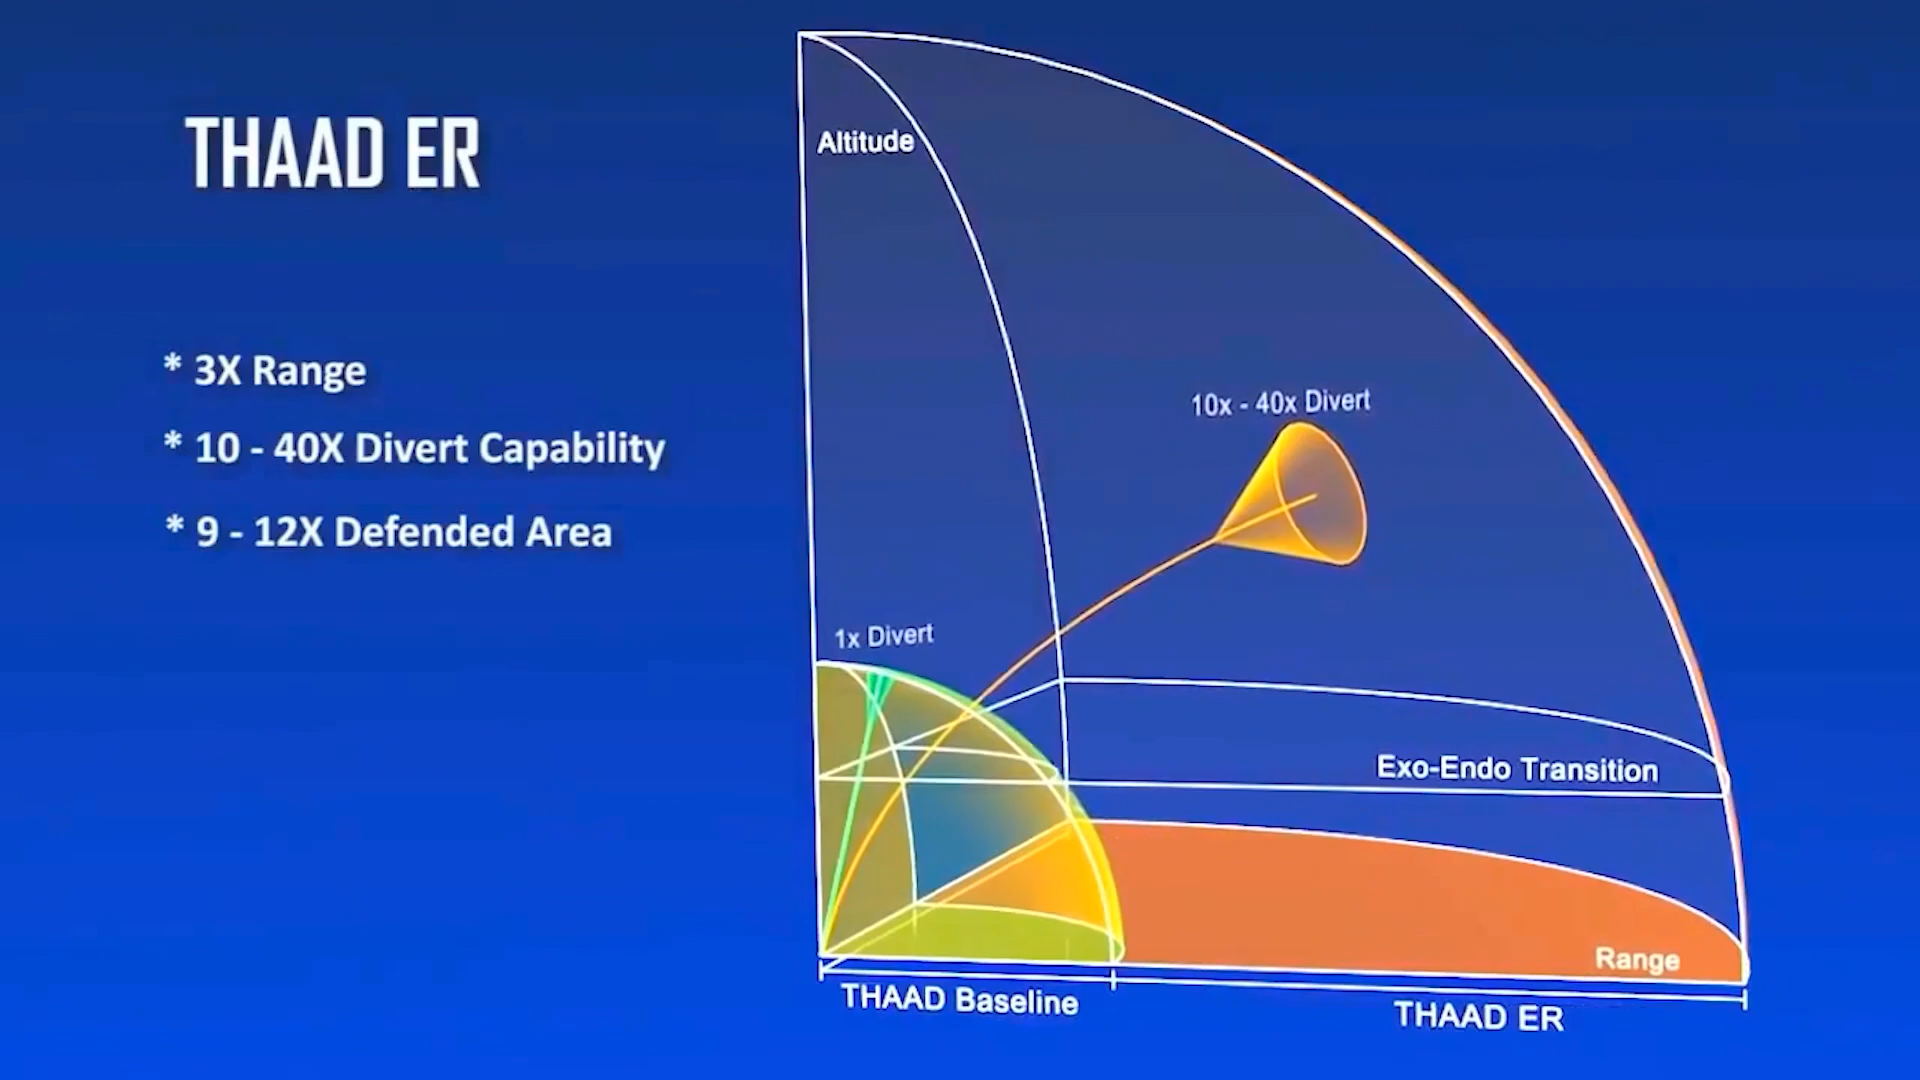 THAAD ER
* 3X Range
* 10 - 40X Divert Capability
* 9 - 12X Defended Area
Altitude
10x - 40x Divert
1x Divert
Exo-Endo Transition
Range
THAAD Baseline
THAAD ER